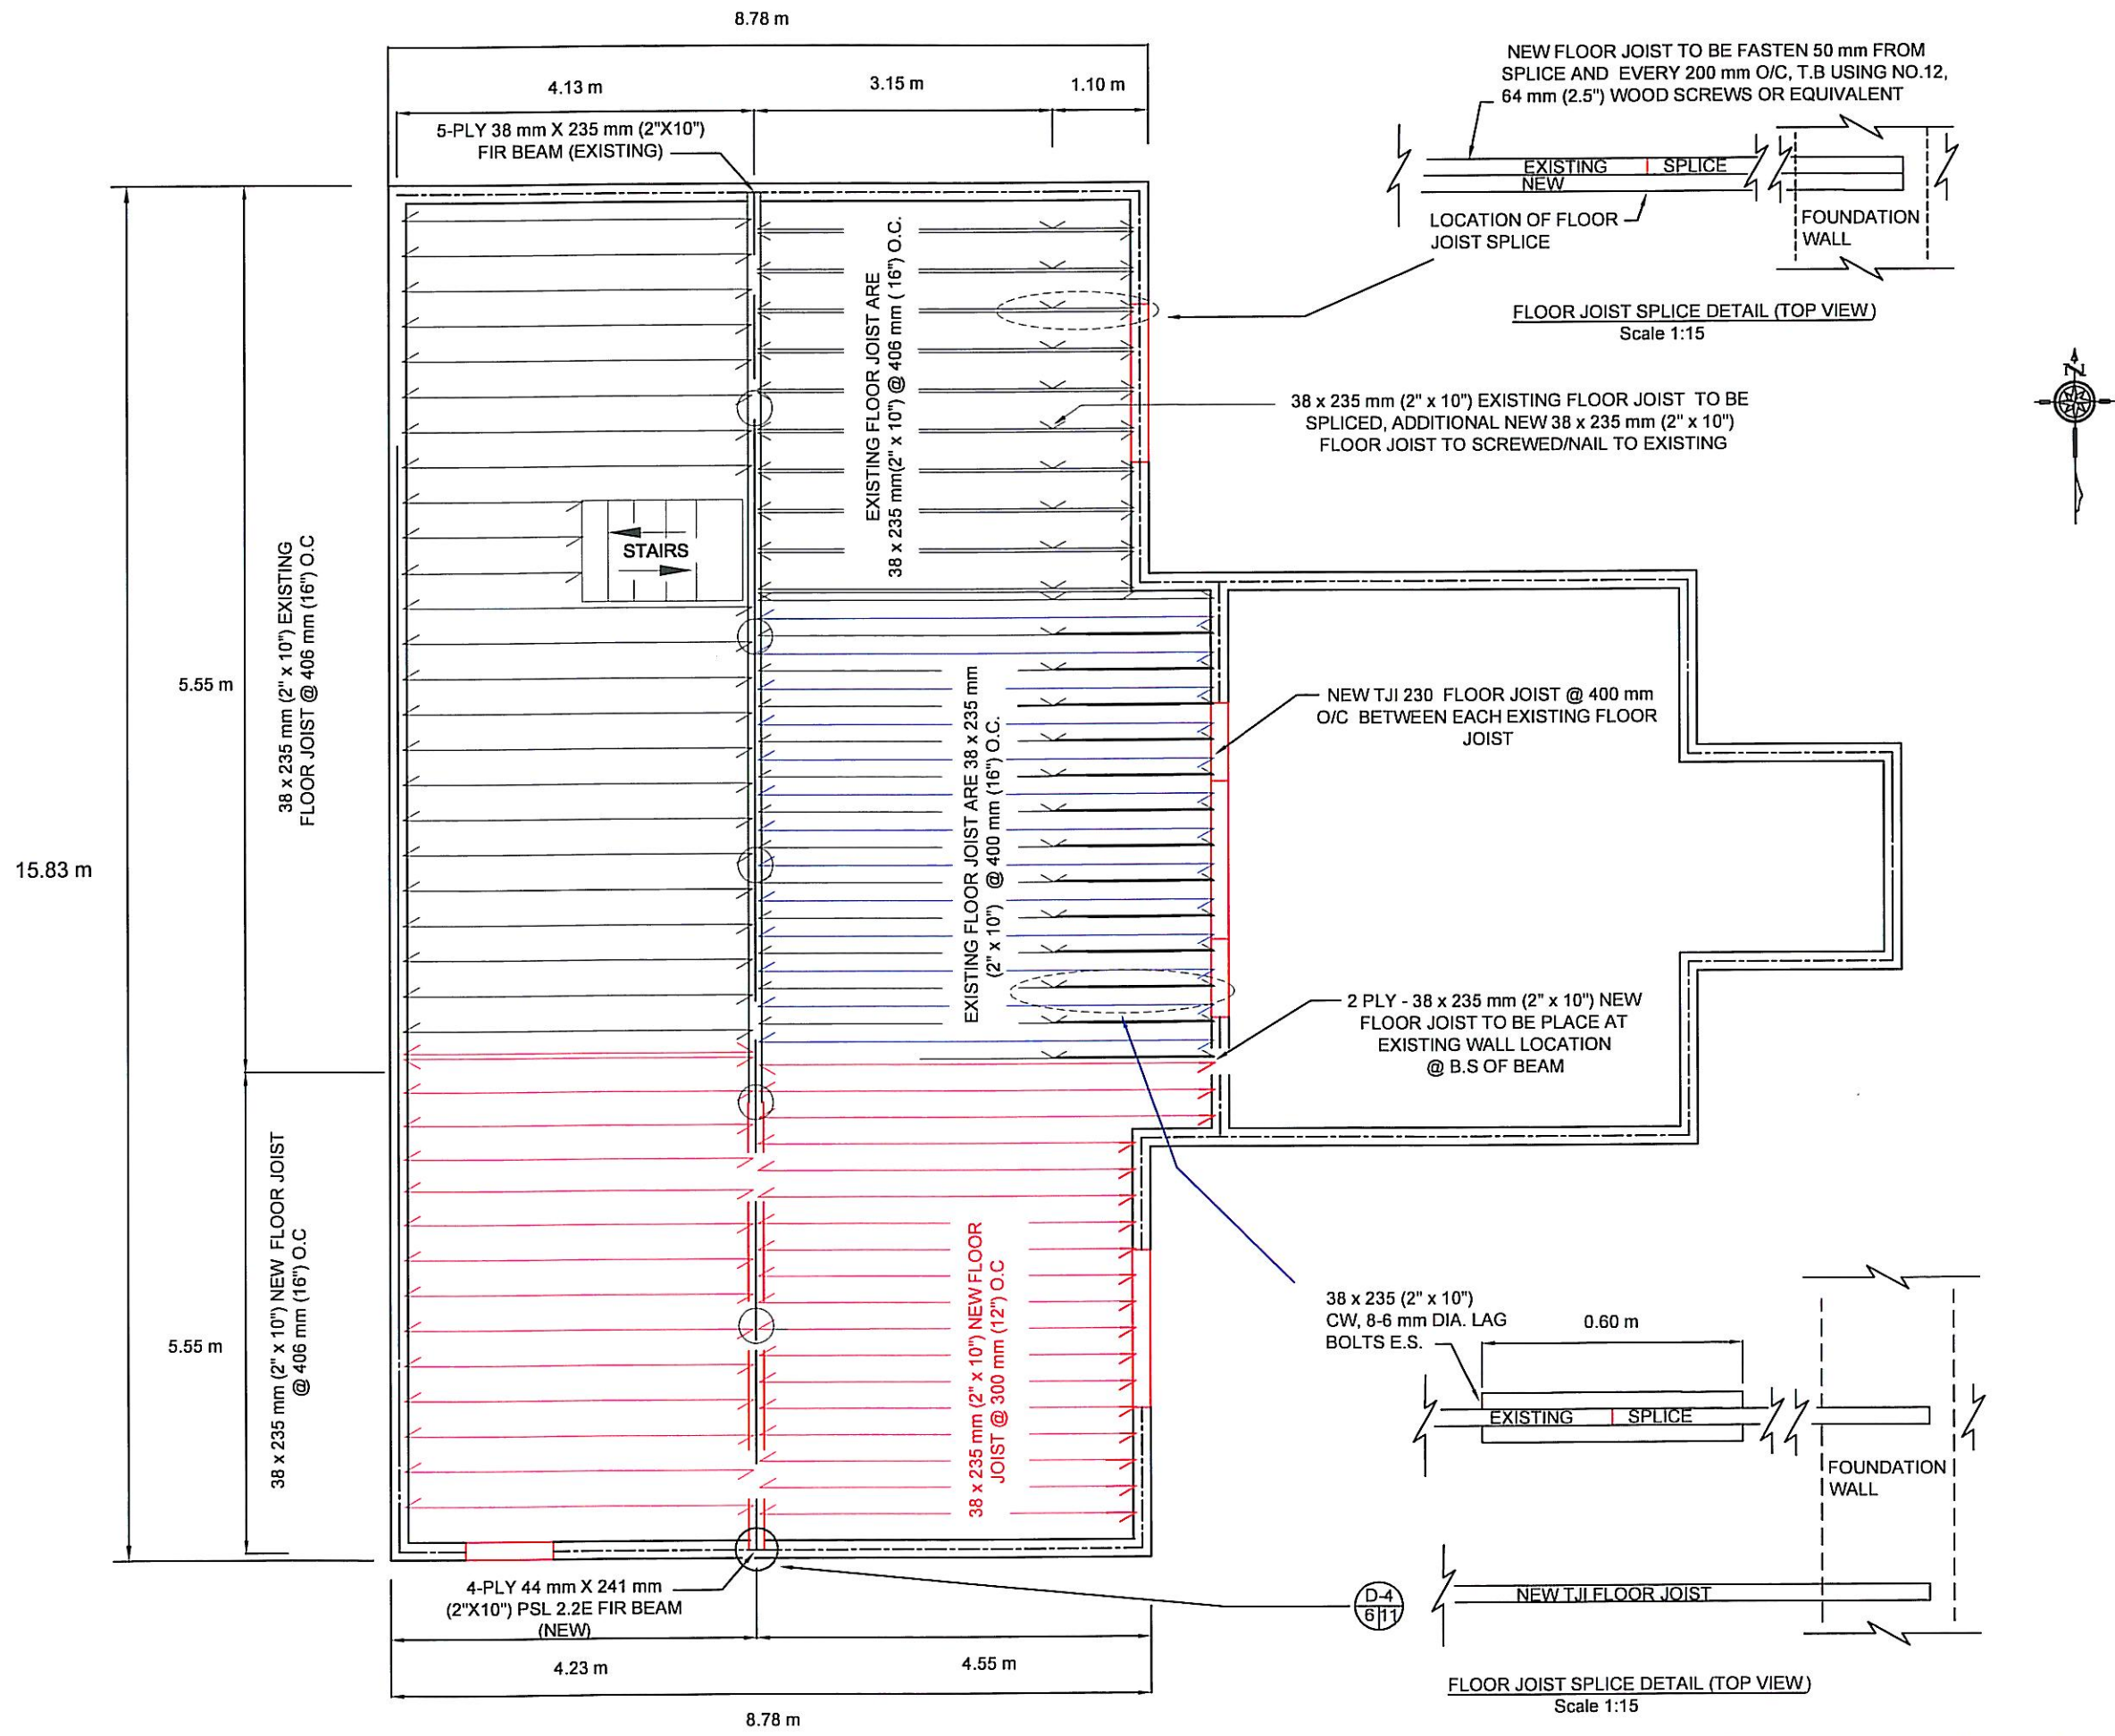 8.78 m
4.13 m
3.15 m
1.10 m
5-PLY 38 mm X 235 mm (2"X10")
FIR BEAM (EXISTING)
NEW FLOOR JOIST TO BE FASTEN 50 mm FROM
SPLICE AND EVERY 200 mm O/C, T.B USING NO.12,
64 mm (2.5") WOOD SCREWS OR EQUIVALENT
EXISTING
SPLICE
NEW
LOCATION OF FLOOR
JOIST SPLICE
FOUNDATION
WALL
FLOOR JOIST SPLICE DETAIL (TOP VIEW)
Scale 1:15
N
38 x 235 mm (2" x 10") EXISTING FLOOR JOIST TO BE
SPLICED, ADDITIONAL NEW 38 x 235 mm (2" x 10")
FLOOR JOIST TO SCREWED/NAIL TO EXISTING
EXISTING FLOOR JOIST ARE
38 x 235 mm(2" x 10") @ 406 mm ( 16") O.C.
STAIRS
15.83 m
5.55 m
38 x 235 mm (2" x 10") EXISTING
FLOOR JOIST @ 406 mm (16") O.C
EXISTING FLOOR JOIST ARE 38 x 235 mm
(2" x 10") @ 400 mm (16") O.C.
NEW TJI 230 FLOOR JOIST @ 400 mm
O/C BETWEEN EACH EXISTING FLOOR
JOIST
2 PLY - 38 x 235 mm (2" x 10") NEW
FLOOR JOIST TO BE PLACE AT
EXISTING WALL LOCATION
@ B.S OF BEAM
5.55 m
38 x 235 mm (2" x 10") NEW FLOOR JOIST
@ 406 mm (16") O.C
38 x 235 mm (2" x 10") NEW FLOOR
JOIST @ 300 mm (12") O.C
38 x 235 (2" x 10")
CW, 8-6 mm DIA. LAG
BOLTS E.S.
0.60 m
EXISTING
SPLICE
FOUNDATION
WALL
NEW TJI FLOOR JOIST
D-4
6 11
4-PLY 44 mm X 241 mm
(2"X10") PSL 2.2E FIR BEAM
(NEW)
4.23 m
4.55 m
8.78 m
FLOOR JOIST SPLICE DETAIL (TOP VIEW)
Scale 1:15